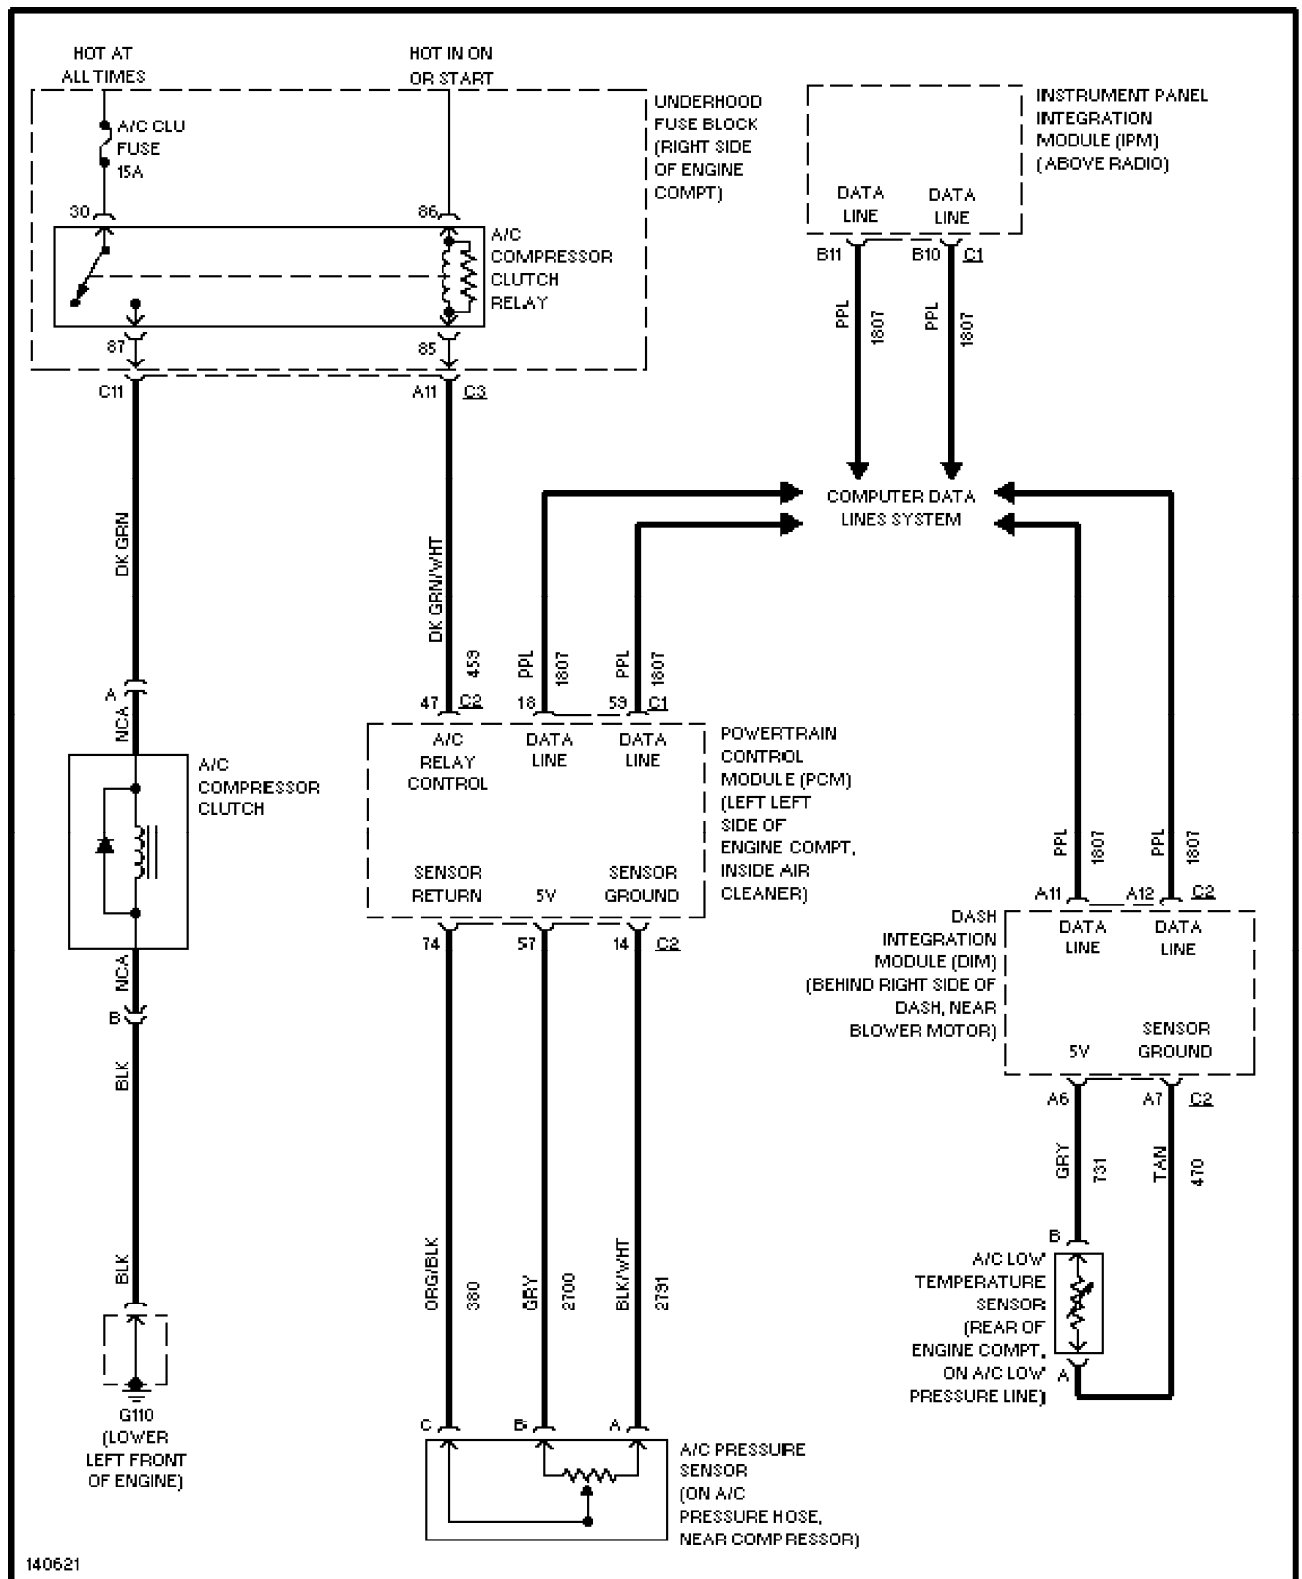 HOT AT
ALL TIMES
HOT IN ON
OR START
A/C CLU
FUSE
15A
UNDERHOOD
FUSE BLOCK
(RIGHT SIDE
OF ENGINE
COMPT)
INSTRUMENT PANEL
INTEGRATION
MODULE (IPM)
(ABOVE RADIO)
DATA
LINE
DATA
LINE
30
86
A/C
COMPRESSOR
CLUTCH
RELAY
B11
B10
C1
PPL
1807
PPL
1807
87
85
C11
A11
C3
COMPUTER DATA
LINES SYSTEM
DK GRN
DK GRN/WHT
459
PPL
1807
PPL
1807
A
NCA
47
C2
18
59
C1
A/C
RELAY
CONTROL
DATA
LINE
DATA
LINE
POWERTRAIN
CONTROL
MODULE (PCM)
(LEFT LEFT
SIDE OF
ENGINE COMPT,
INSIDE AIR
CLEANER)
A/C
COMPRESSOR
CLUTCH
SENSOR
RETURN
5V
SENSOR
GROUND
PPL
1807
PPL
1807
A11
A12
C2
74
57
14
C2
DASH
INTEGRATION
MODULE (DIM)
(BEHIND RIGHT SIDE OF
DASH, NEAR
BLOWER MOTOR)
DATA
LINE
DATA
LINE
NCA
B
BLK
5V
SENSOR
GROUND
A6
A7
C2
GRY
731
TAN
470
BLK
ORG/BLK
380
GRY
2700
BLK/WHT
2791
B
A/C LOW
TEMPERATURE
SENSOR
(REAR OF
ENGINE COMPT,
ON A/C LOW
PRESSURE LINE)
A
G110
(LOWER
LEFT FRONT
OF ENGINE)
C
B
A
A/C PRESSURE
SENSOR
(ON A/C
PRESSURE HOSE,
NEAR COMPRESSOR)
140621